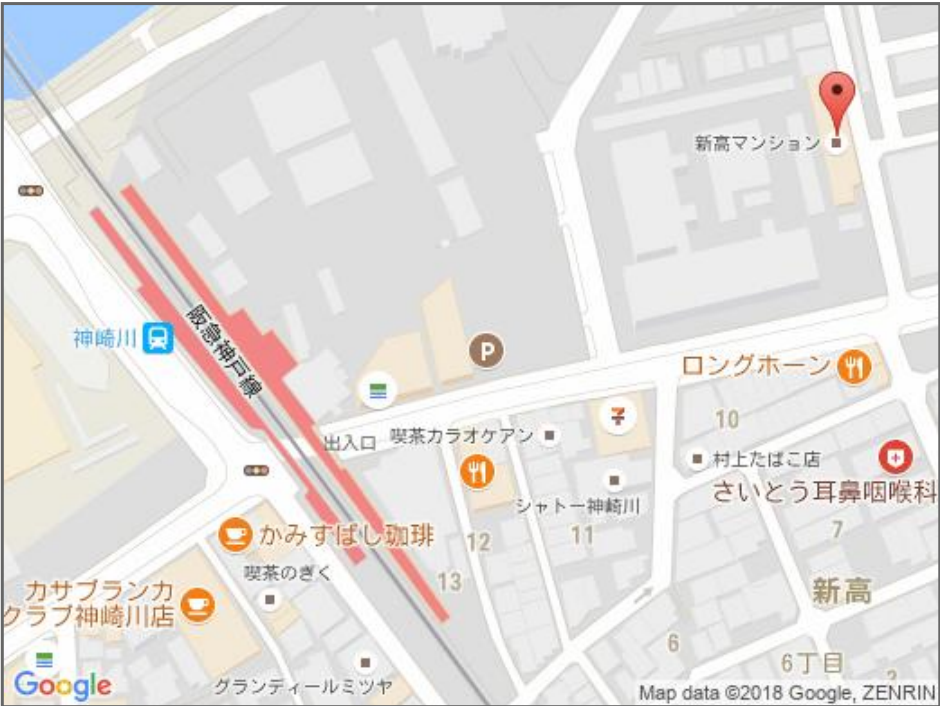 新高マンション
神崎川
阪急神戸線
P
ロングホーン
出入口
喫茶カラオケアン
7
10
村上たばこ店
さいとう耳鼻咽喉科
シャトー神崎川
かみすばし珈琲
12
11
7
喫茶のぎく
13
カサブランカ
クラブ神崎川店
新高
6
6丁目
グランディールミツヤ
Google
Map data ©2018 Google, ZENRIN